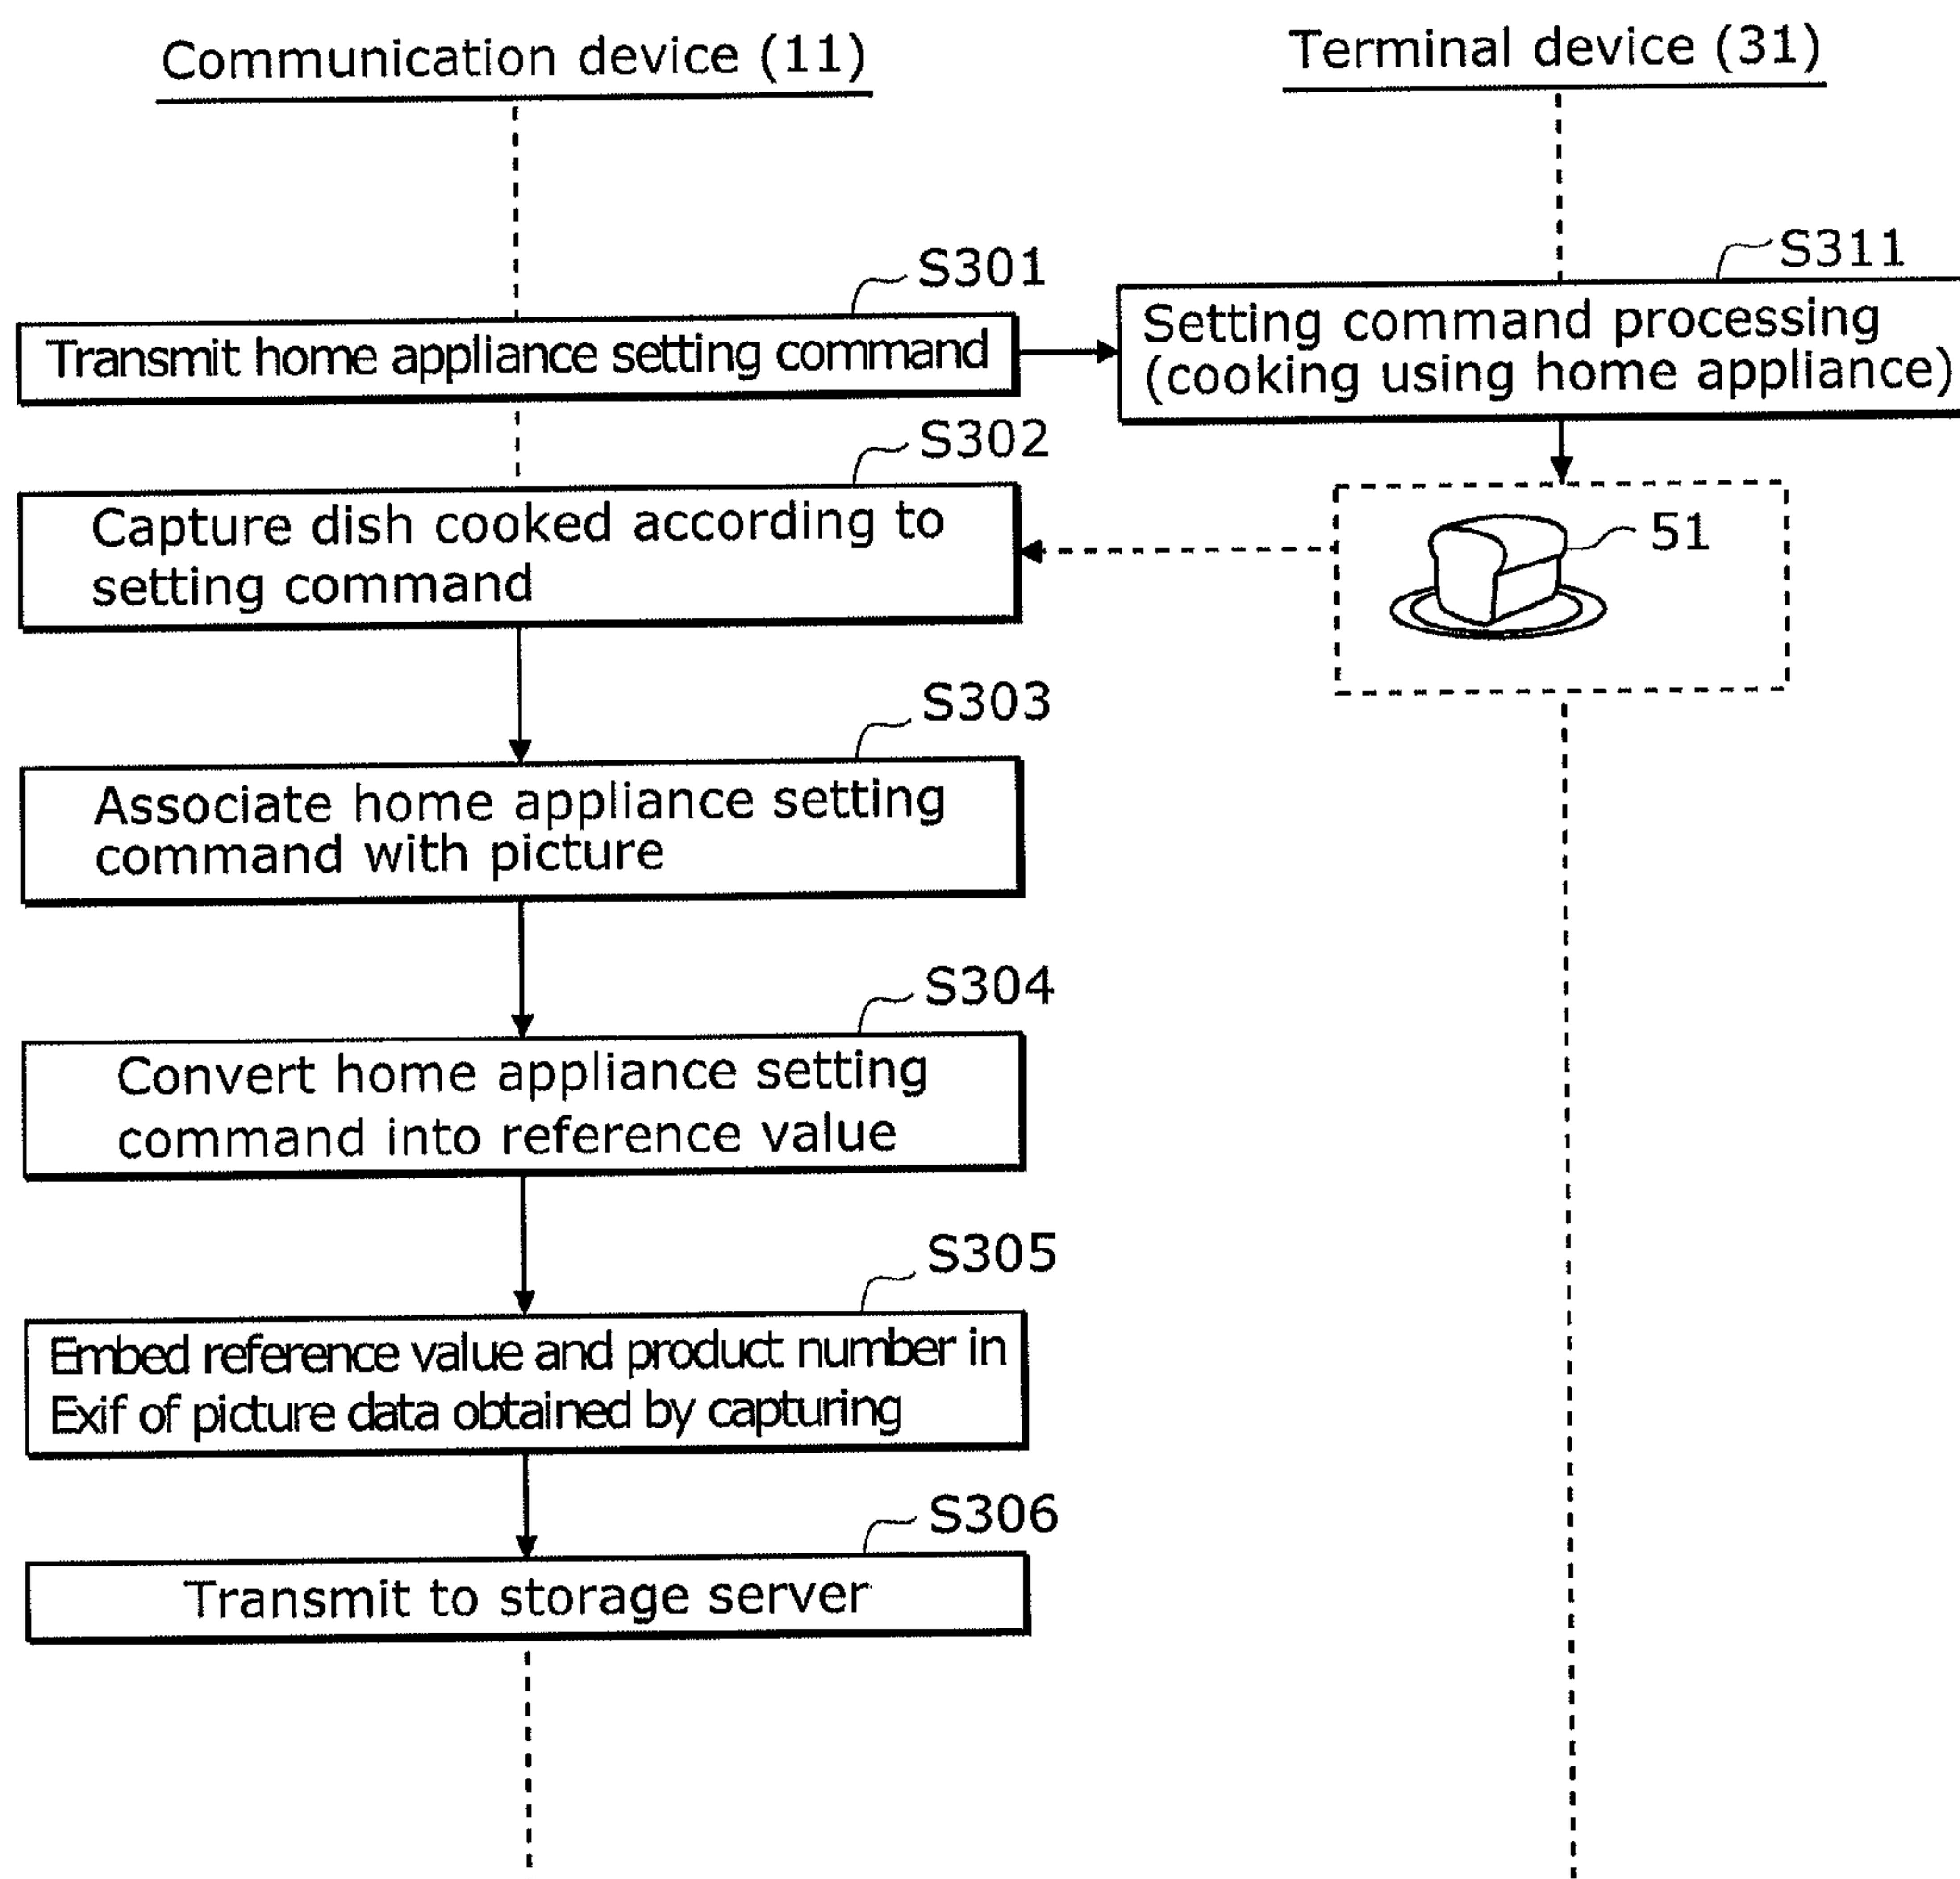 Communication device (11)
Terminal device (31)
S301
Transmit home appliance setting command
S311
Setting command processing
(cooking using home appliance)
S302
Capture dish cooked according to
setting command
51
S303
Associate home appliance setting
command with picture
S304
Convert home appliance setting
command into reference value
S305
Embed reference value and product number in
Exif of picture data obtained by capturing
S306
Transmit to storage server